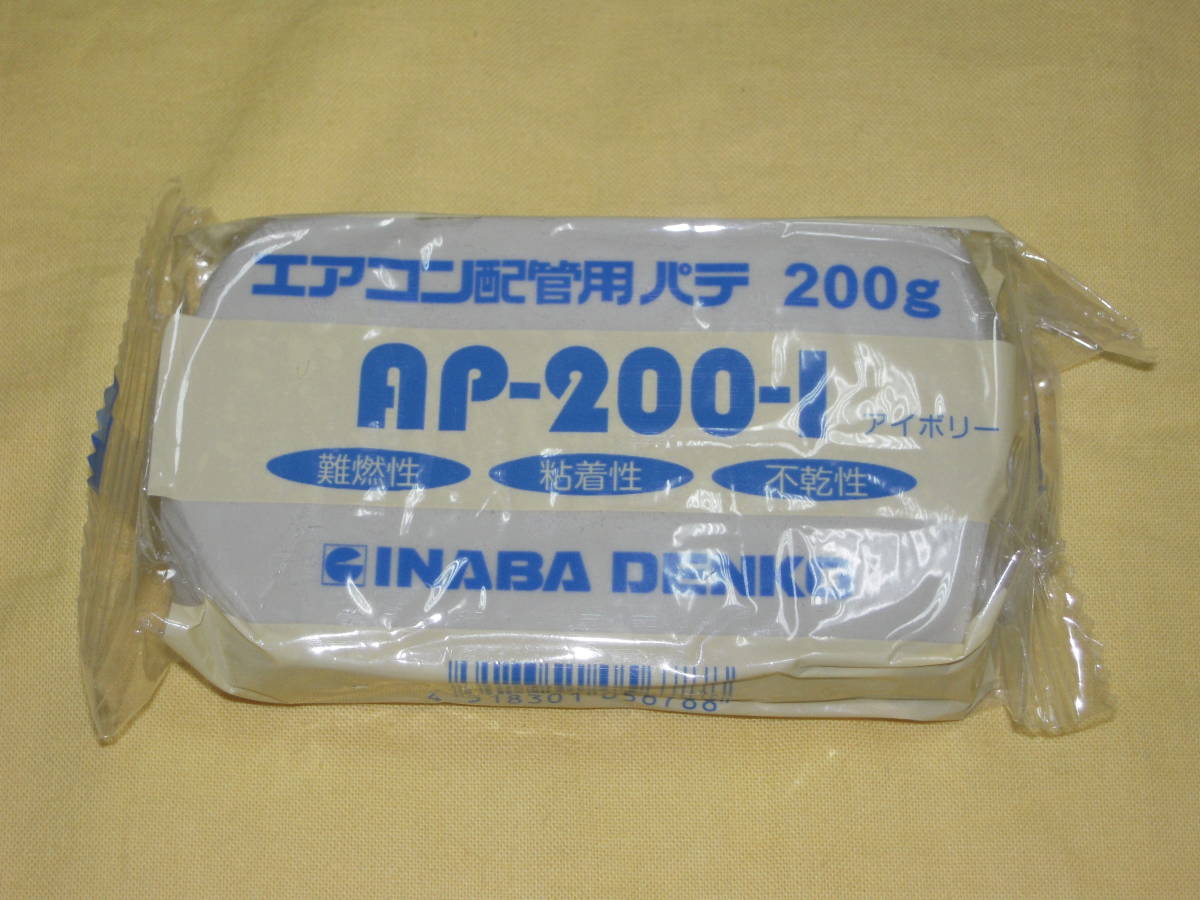 エアコン配管用パテ 200g
AP-200-I アイボリー
難燃性 粘着性 不乾性
INABA DENKO